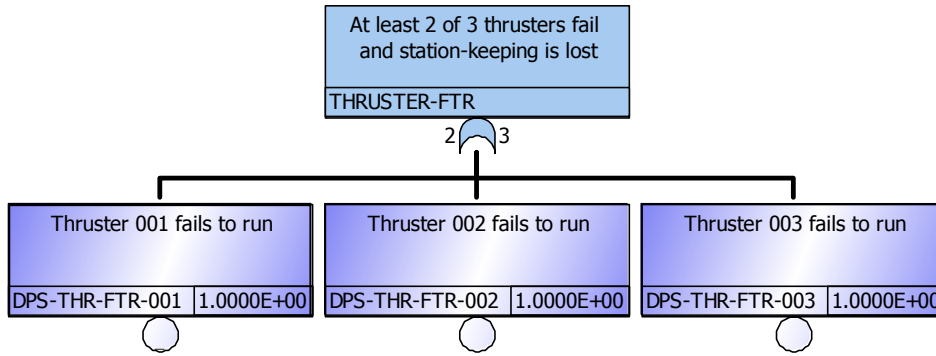 At least 2 of 3 thrusters fail
and station-keeping is lost
THRUSTER-FTR
2 3
Thruster 001 fails to run
DPS-THR-FTR-001 1.0000E+00
Thruster 002 fails to run
DPS-THR-FTR-002 1.0000E+00
Thruster 003 fails to run
DPS-THR-FTR-003 1.0000E+00